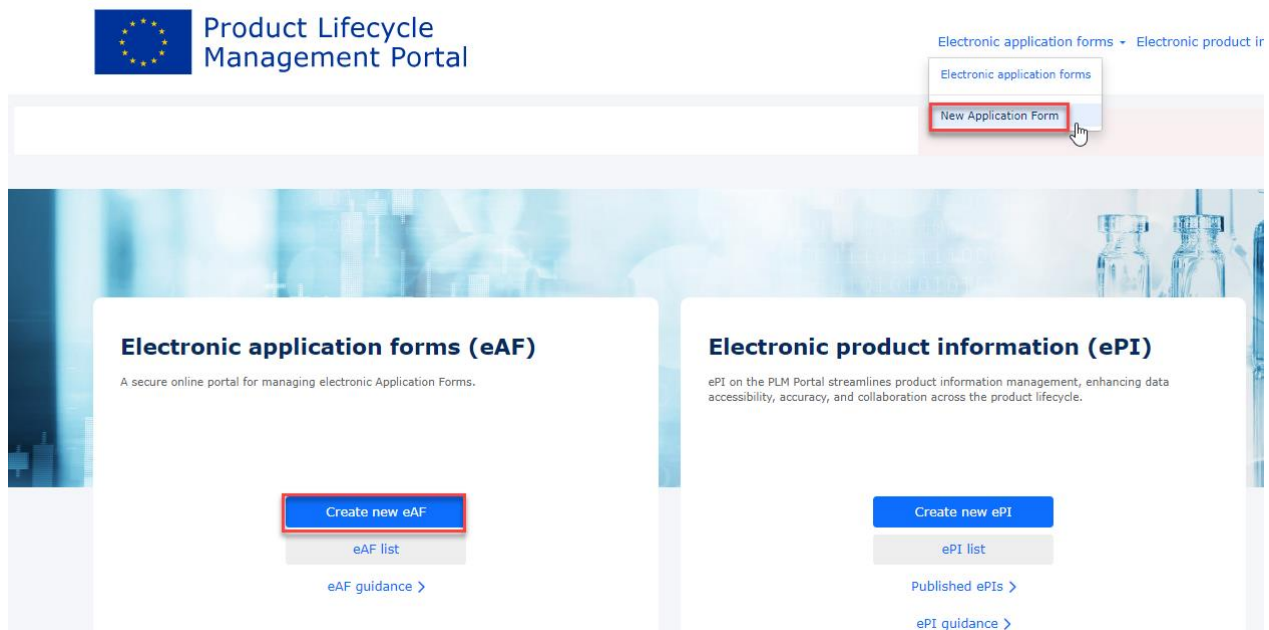 Product Lifecycle
Management Portal
Electronic application forms Electronic product
Electronic application forms
New Application Form
Electronic application forms (eAF)
A secure online portal for managing electronic Application Forms.
Create new eAF
eAF list
eAF guidance >
Electronic product information (ePI)
ePI on the PLM Portal streamlines product information management, enhancing data
accessibility, accuracy, and collaboration across the product lifecycle.
Create new ePI
ePI list
Published ePIs >
ePI guidance >